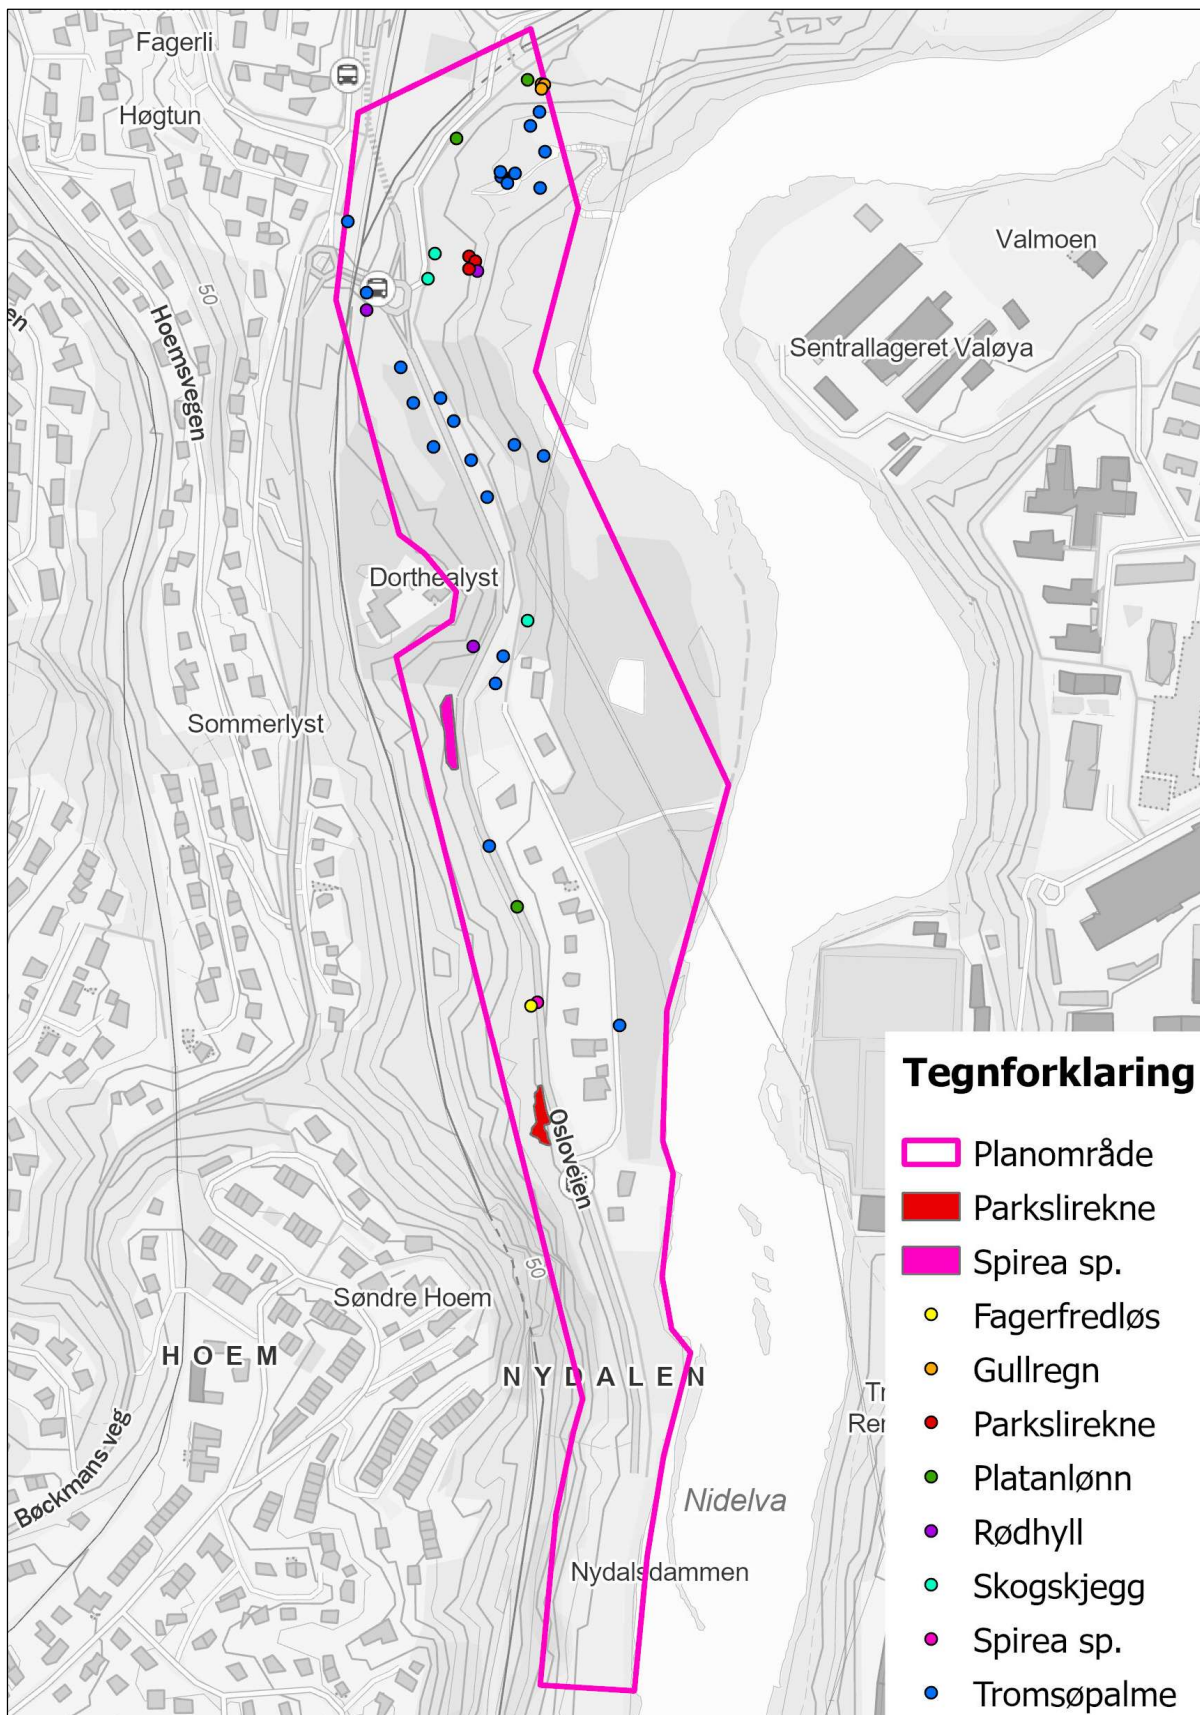 Fagerli
Høgtun
Valmoen
50
Hoemsvegen
Sentrallageret Valøya
Dorthealyst
Sommerlyst
Osloveien
50
Søndre Hoem
HOEM
NYDALEN
Bøckmans veg
Nidelva
Nydalsdammen
Tegnforklaring
Planområde
Parkslirekne
Spirea sp.
Fagerfredløs
Gullregn
Parkslirekne
Platanlønn
Rødhyll
Skogskjegg
Spirea sp.
Tromsøpalme